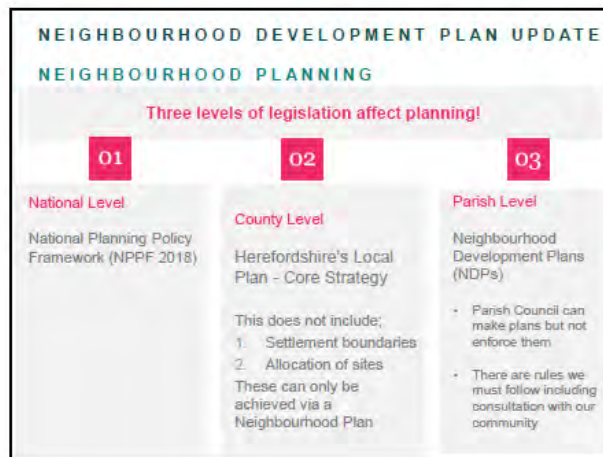 NEIGHBOURHOOD DEVELOPMENT PLAN UPDATE
NEIGHBOURHOOD PLANNING
Three levels of legislation affect planning!
01
National Level
National Planning Policy
Framework (NPPF 2018)
02
County Level
Herefordshire's Local
Plan - Core Strategy
This does not include;
1. Settlement boundaries
2. Allocation of sites
These can only be
achieved via a
Neighbourhood Plan
03
Parish Level
Neighbourhood
Development Plans
(NDPs)
• Parish Council can
make plans but not
enforce them
• There are rules we
must follow including
consultation with our
community